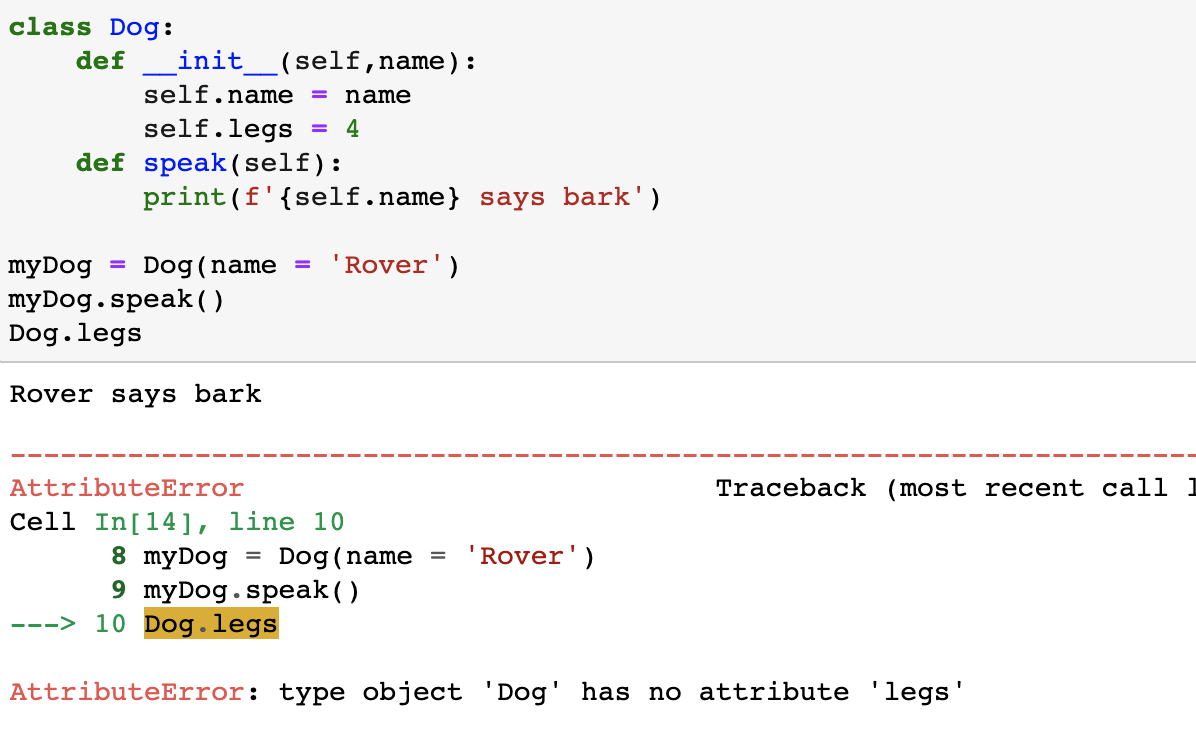 class Dog:
    def __init__(self,name):
        self.name = name
        self.legs = 4
    def speak(self):
        print(f'{self.name} says bark')

myDog = Dog(name = 'Rover')
myDog.speak()
Dog.legs
Rover says bark
---------------------------------------------------------------------------
AttributeError                            Traceback (most recent call
Cell In[14], line 10
      8 myDog = Dog(name = 'Rover')
      9 myDog.speak()
---> 10 Dog.legs

AttributeError: type object 'Dog' has no attribute 'legs'